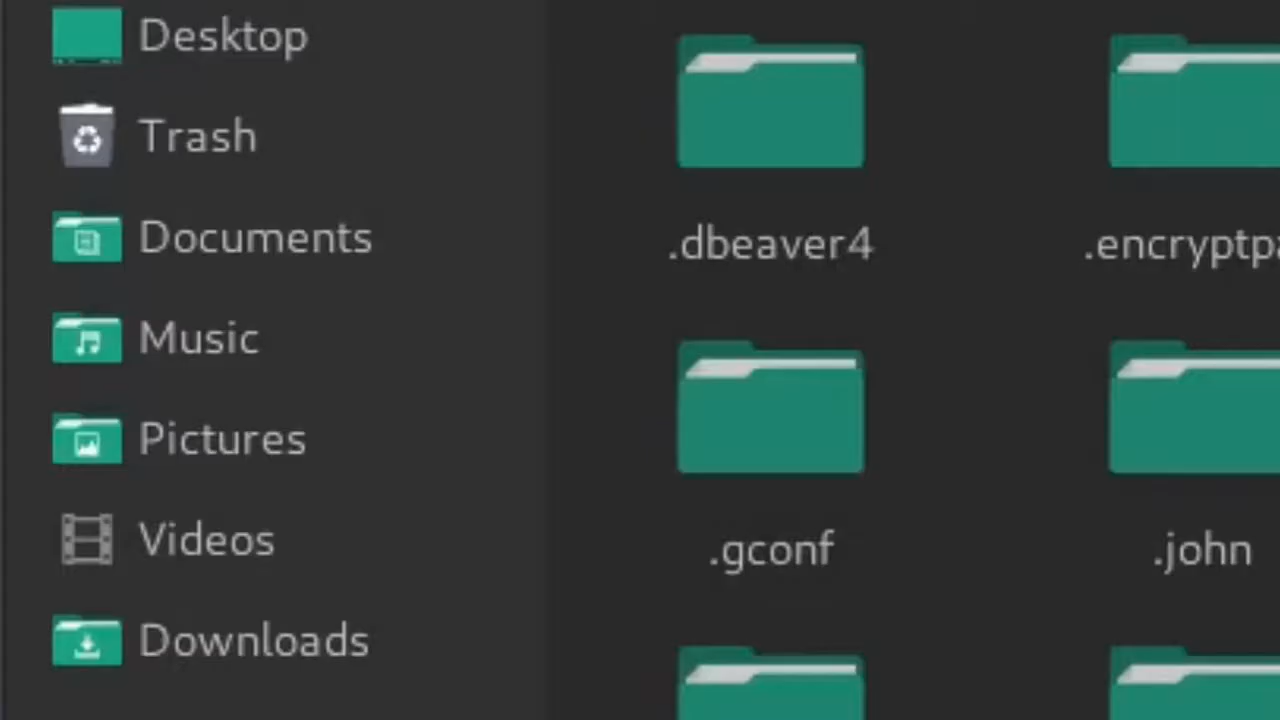 Desktop
Trash
Documents
Music
Pictures
Videos
Downloads
.dbeaver4
.gconf
.john